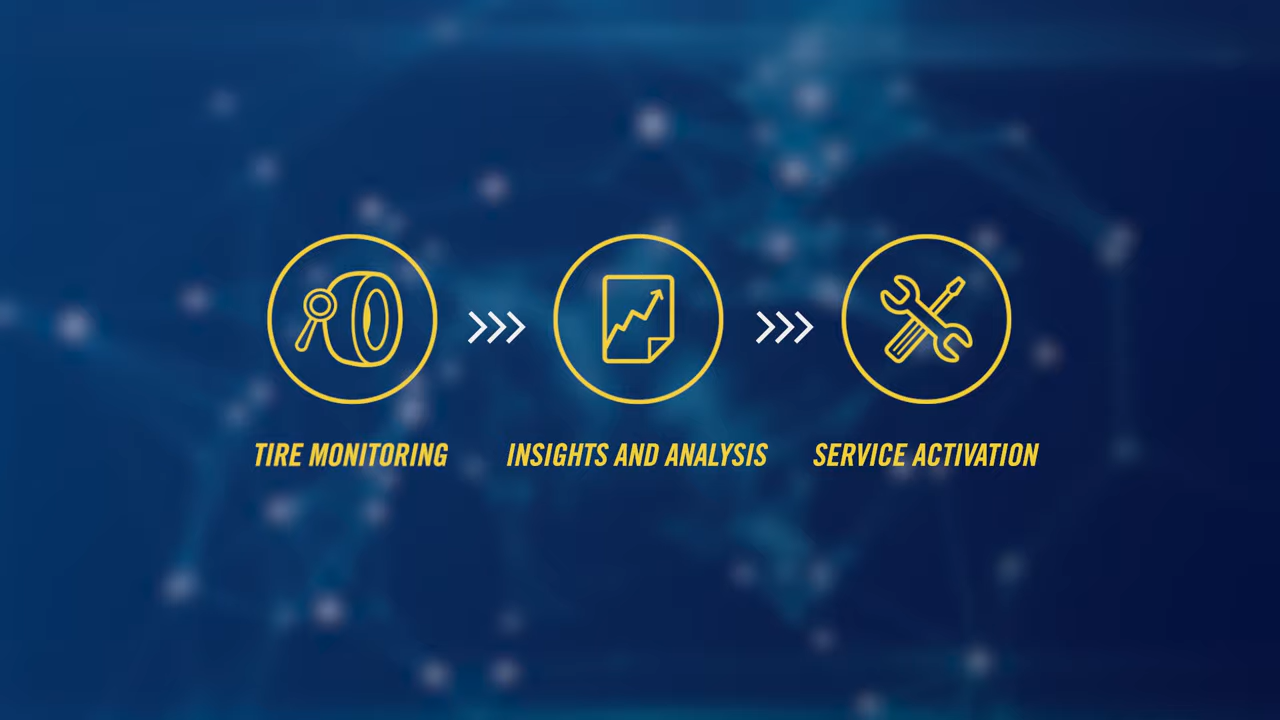 TIRE MONITORING
INSIGHTS AND ANALYSIS
SERVICE ACTIVATION